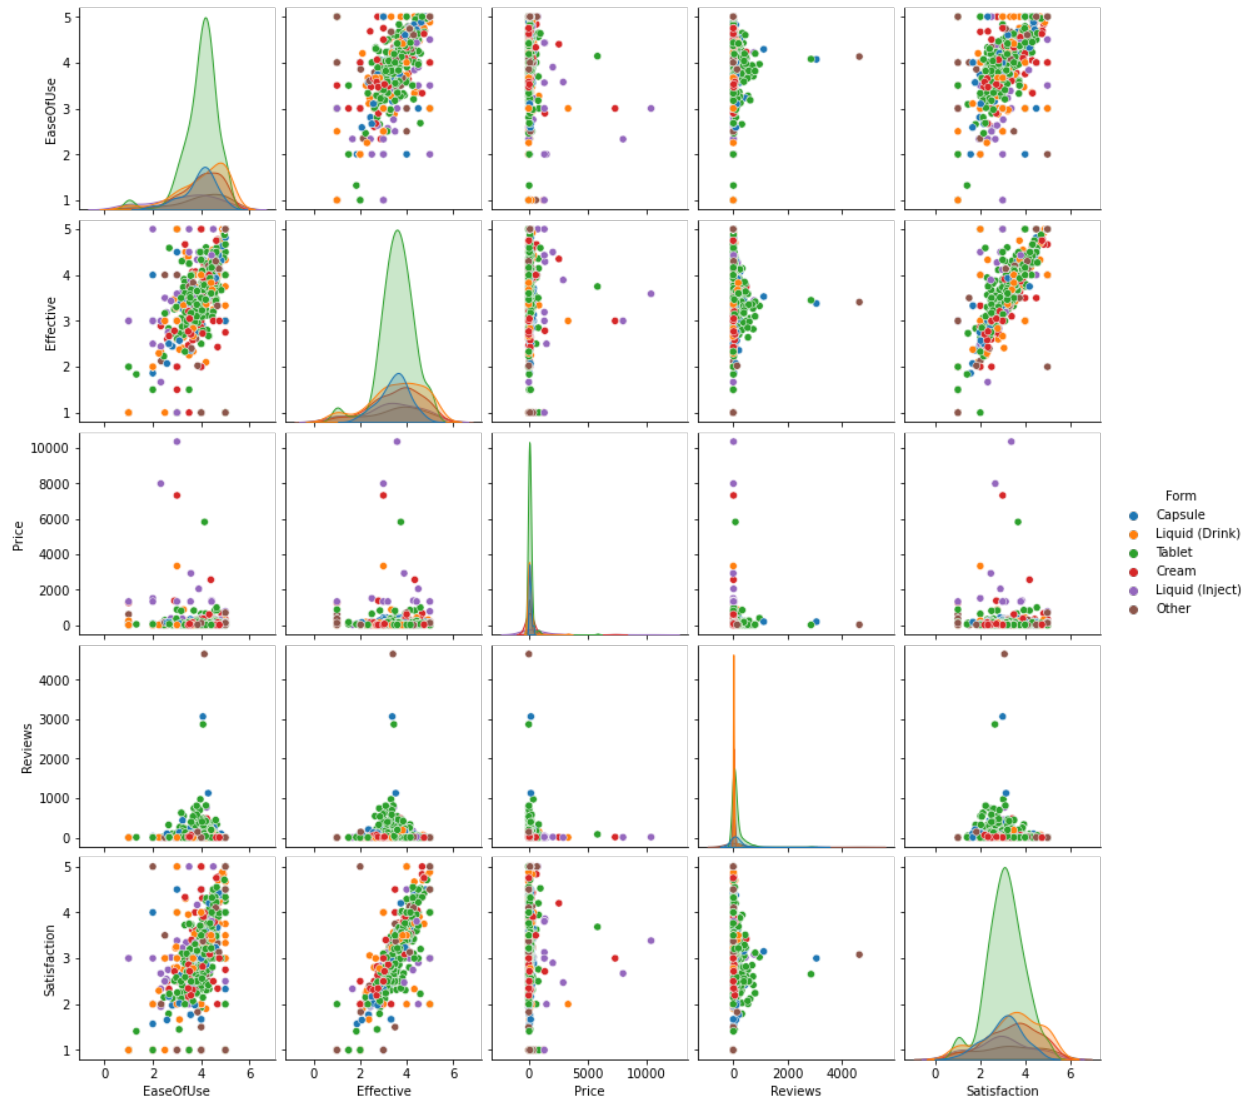 5
4
3
2
1
EaseOfUse
5
4
3
2
1
Effective
10000
8000
6000
4000
2000
0
Price
4000
3000
2000
1000
0
Reviews
5
4
3
2
1
Satisfaction
0 2 4 6
EaseOfUse
0 2 4 6
Effective
0 5000 10000
Price
0 2000 4000
Reviews
0 2 4 6
Satisfaction
Form
Capsule
Liquid (Drink)
Tablet
Cream
Liquid (Inject)
Other